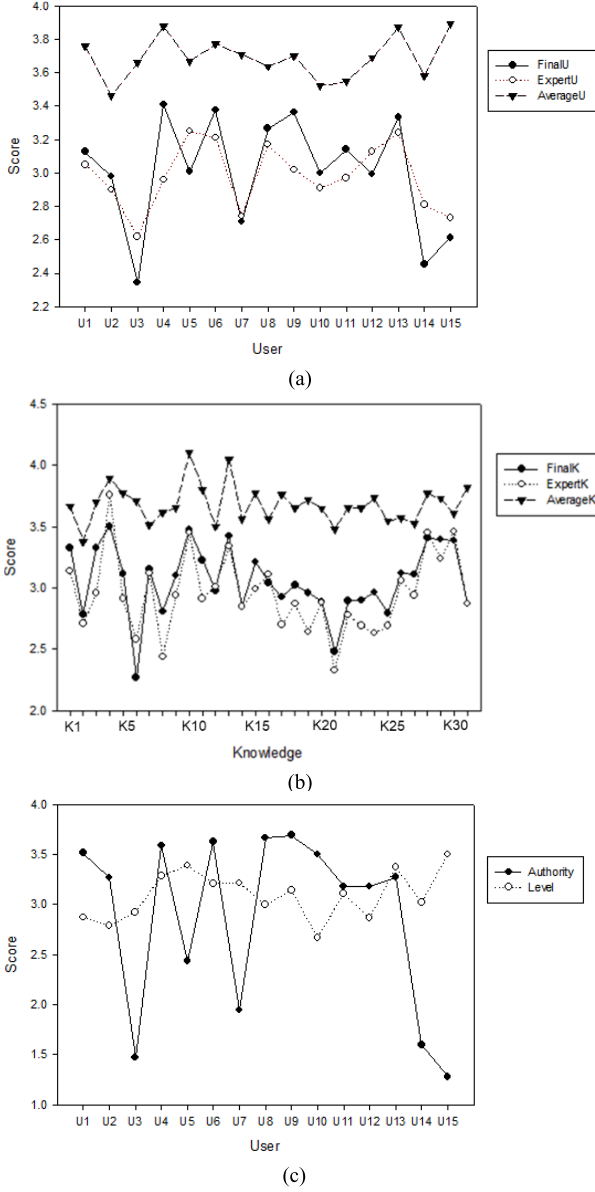 4.0
3.8
3.6
3.4
3.2
3.0
2.8
2.6
2.4
2.2
Score
U1 U2 U3 U4 U5 U6 U7 U8 U9 U10 U11 U12 U13 U14 U15
User
FinalU
ExpertU
AverageU
(a)
4.5
4.0
3.5
3.0
2.5
2.0
Score
K1 K5 K10 K15 K20 K25 K30
Knowledge
FinalK
ExpertK
AverageK
(b)
4.0
3.5
3.0
2.5
2.0
1.5
1.0
Score
U1 U2 U3 U4 U5 U6 U7 U8 U9 U10 U11 U12 U13 U14 U15
User
Authority
Level
(c)